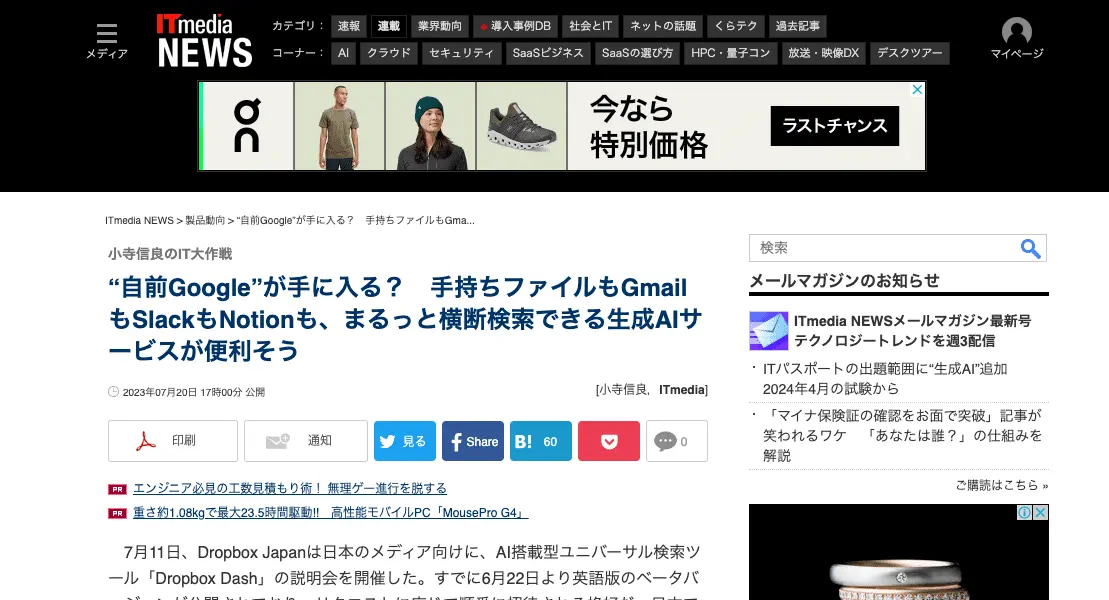 メディア
ITmedia
NEWS
カテゴリ： 速報 連載 業界動向 導入事例DB 社会とIT ネットの話題 くらテク 過去記事
コーナー： AI クラウド セキュリティ SaaSビジネス SaaSの選び方 HPC・量子コン 放送・映像DX デスクツアー
マイページ
on
今なら
特別価格
ラストチャンス
ITmedia NEWS > 製品動向 > “自前Google”が手に入る？　手持ちファイルもGma...
小寺信良のIT大作戦
“自前Google”が手に入る？　手持ちファイルもGmail
もSlackもNotionも、まるっと横断検索できる生成AIサ
ービスが便利そう
2023年07月20日 17時00分 公開
[小寺信良，ITmedia]
印刷 通知 見る Share B! 60 0
PR エンジニア必見の工数見積もり術！ 無理ゲー進行を脱する
PR 重さ約1.08kgで最大23.5時間駆動!!　高性能モバイルPC「MousePro G4」
7月11日、Dropbox Japanは日本のメディア向けに、AI搭載型ユニバーサル検索ツ
ール「Dropbox Dash」の説明会を開催した。すでに6月22日より英語版のベータバ
検索
メールマガジンのお知らせ
ITmedia NEWSメールマガジン最新号
テクノロジートレンドを週3配信
・ITパスポートの出題範囲に“生成AI”追加
2024年4月の試験から
・「マイナ保険証の確認をお面で突破」記事が
笑われるワケ　「あなたは誰？」の仕組みを
解説
ご購読はこちら »